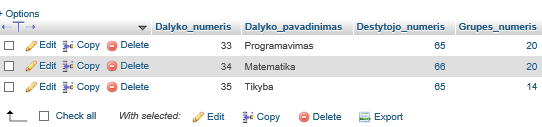 + Options
Dalyko_numeris Dalyko_pavadinimas Destytojo_numeris Grupes_numeris
Edit Copy Delete 33 Programavimas 65 20
Edit Copy Delete 34 Matematika 66 20
Edit Copy Delete 35 Tikyba 65 14
Check all With selected: Edit Copy Delete Export